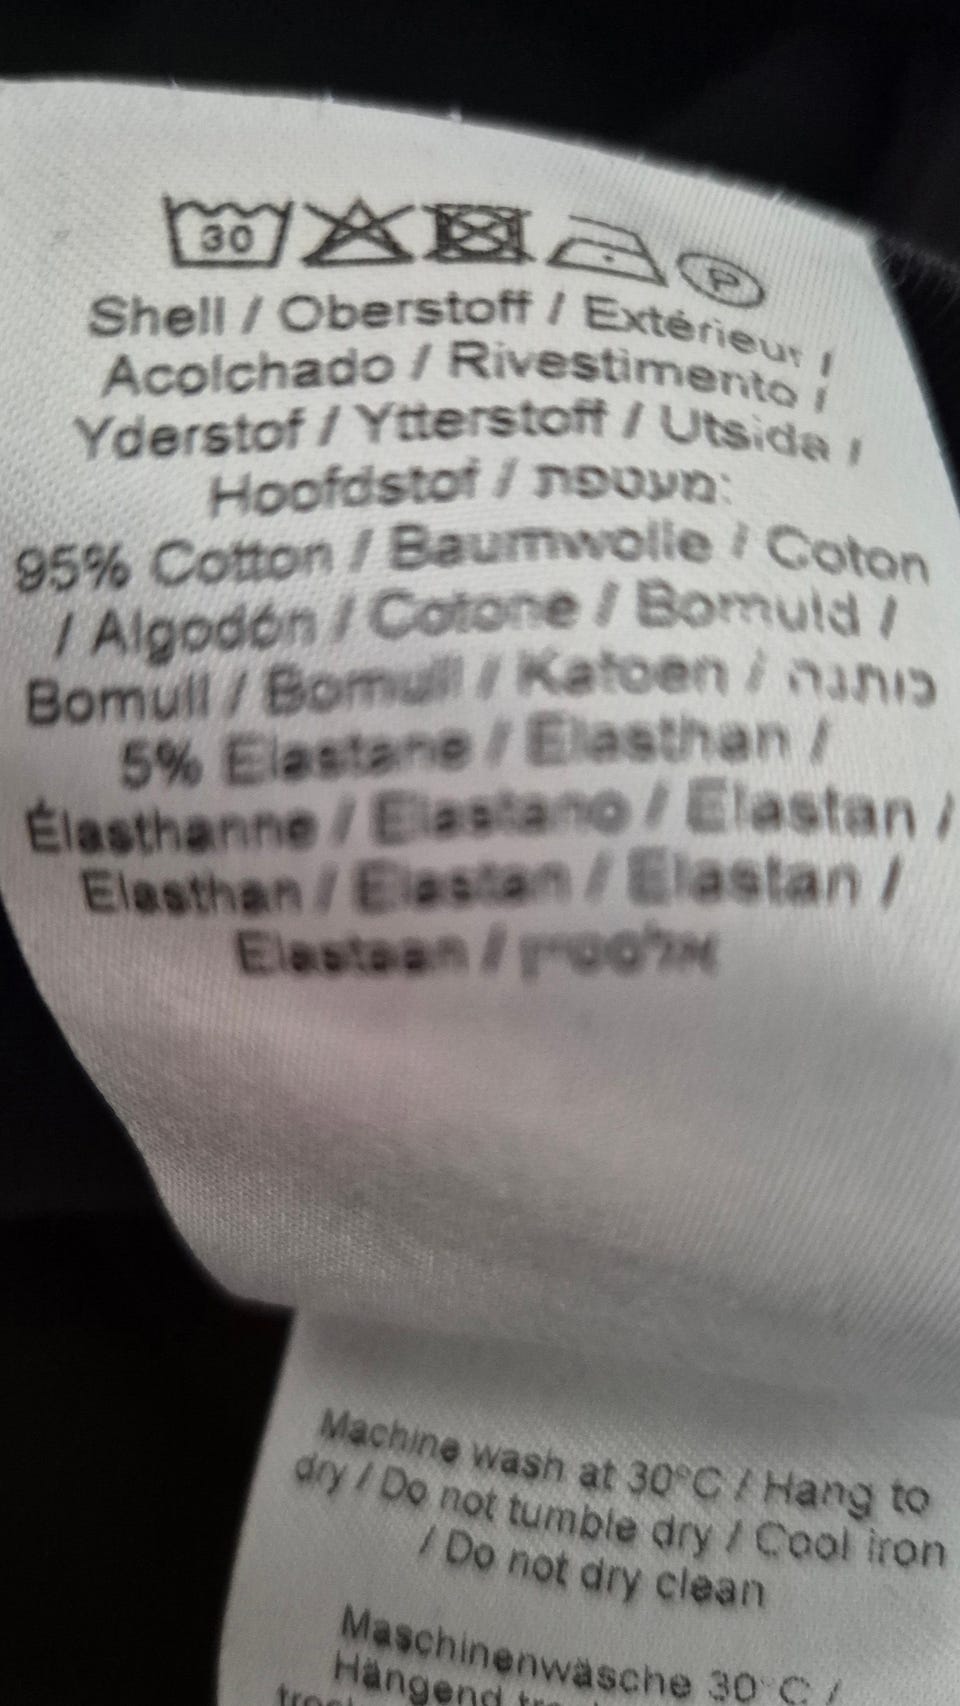 30 P
Shell / Oberstoff / Extérieur /
Acolchado / Rivestimento /
Yderstof / Ytterstoff / Utsida /
Hoofdstof / מעטפת:
95% Cotton / Baumwolle / Coton
/ Algodón / Cotone / Bomuld /
Bomull / Bomull / Katoen / כותנה
5% Elastane / Elasthan /
Élasthanne / Elastano / Elastan /
Elasthan / Elastan / Elastan /
Elastaan / אלסטיין
Machine wash at 30°C / Hang to
dry / Do not tumble dry / Cool iron
/ Do not dry clean
Maschinenwäsche 30°C /
Hängend